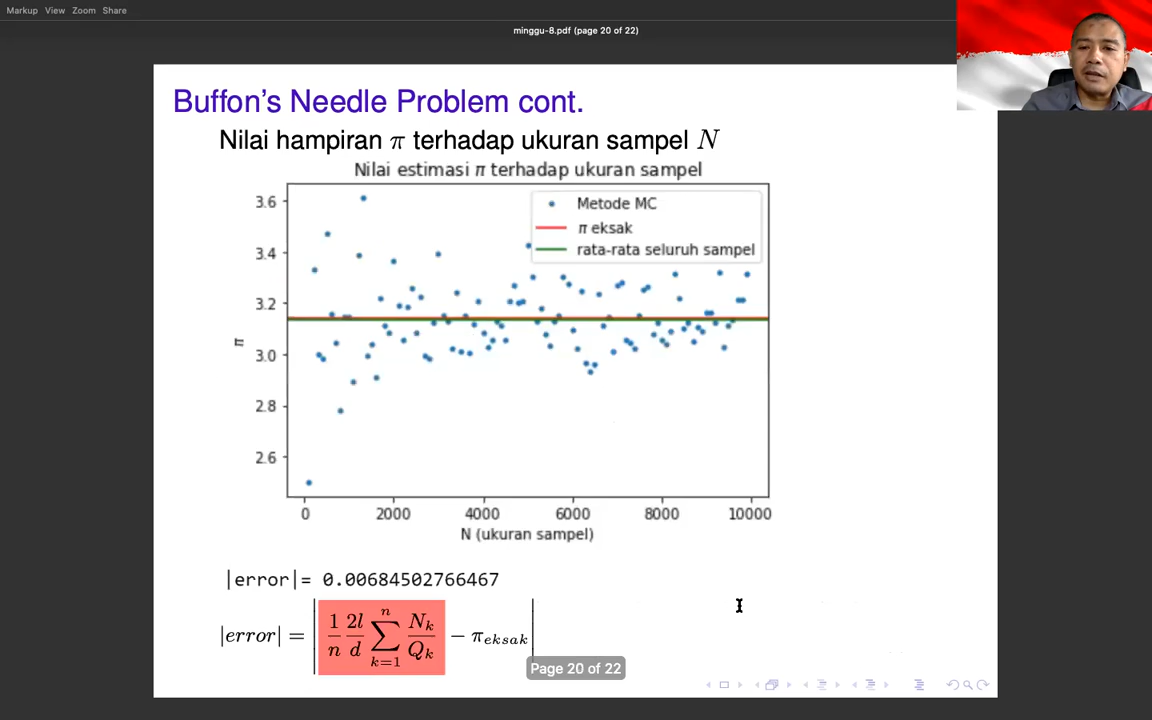 Markup View Zoom Share
minggu-8.pdf (page 20 of 22)
Buffon's Needle Problem cont.
Nilai hampiran π terhadap ukuran sampel N
Nilai estimasi π terhadap ukuran sampel
Metode MC
π eksak
rata-rata seluruh sampel
3.6
3.4
3.2
3.0
2.8
2.6
π
0 2000 4000 6000 8000 10000
N (ukuran sampel)
|error|= 0.00684502766467
|error| = | 1/n 2l/d ∑_{k=1}^{n} N_k/Q_k − π_{eksak} |
Page 20 of 22